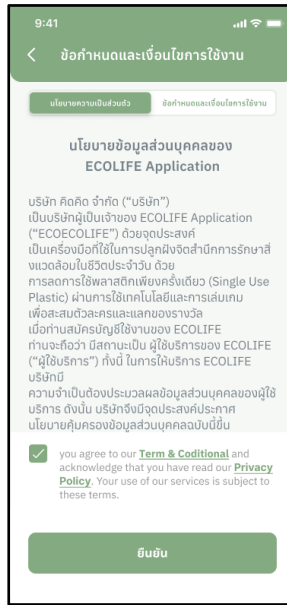 9:41
ข้อกำหนดและเงื่อนไขการใช้งาน
นโยบายความเป็นส่วนตัว ข้อกำหนดและเงื่อนไขการใช้งาน
นโยบายข้อมูลส่วนบุคคลของ
ECOLIFE Application
บริษัท คิดคิด จำกัด (“บริษัท”)
เป็นบริษัทผู้เป็นเจ้าของ ECOLIFE Application
(“ECOECOLIFE”) ด้วยจุดประสงค์
เป็นเครื่องมือที่ใช้ในการปลูกฝังจิตสำนึกการรักษาสิ่
งแวดล้อมในชีวิตประจำวัน ด้วย
การลดการใช้พลาสติกเพียงครั้งเดียว (Single Use
Plastic) ผ่านการใช้เทคโนโลยีและการเล่นเกม
เพื่อสะสมตัวละครและแลกของรางวัล
เมื่อท่านสมัครบัญชีใช้งานของ ECOLIFE
ท่านจะถือว่า มีสถานะเป็น ผู้ใช้บริการของ ECOLIFE
(“ผู้ใช้บริการ”) ทั้งนี้ ในการให้บริการ ECOLIFE
บริษัทมี
ความจำเป็นต้องประมวลผลข้อมูลส่วนบุคคลของผู้ใช้
บริการ ดังนั้น บริษัทจึงมีจุดประสงค์ประกาศ
นโยบายคุ้มครองข้อมูลส่วนบุคคลฉบับนี้ขึ้น
you agree to our Term & Coditional and
acknowledge that you have read our Privacy
Policy. Your use of our services is subject to
these terms.
ยืนยัน